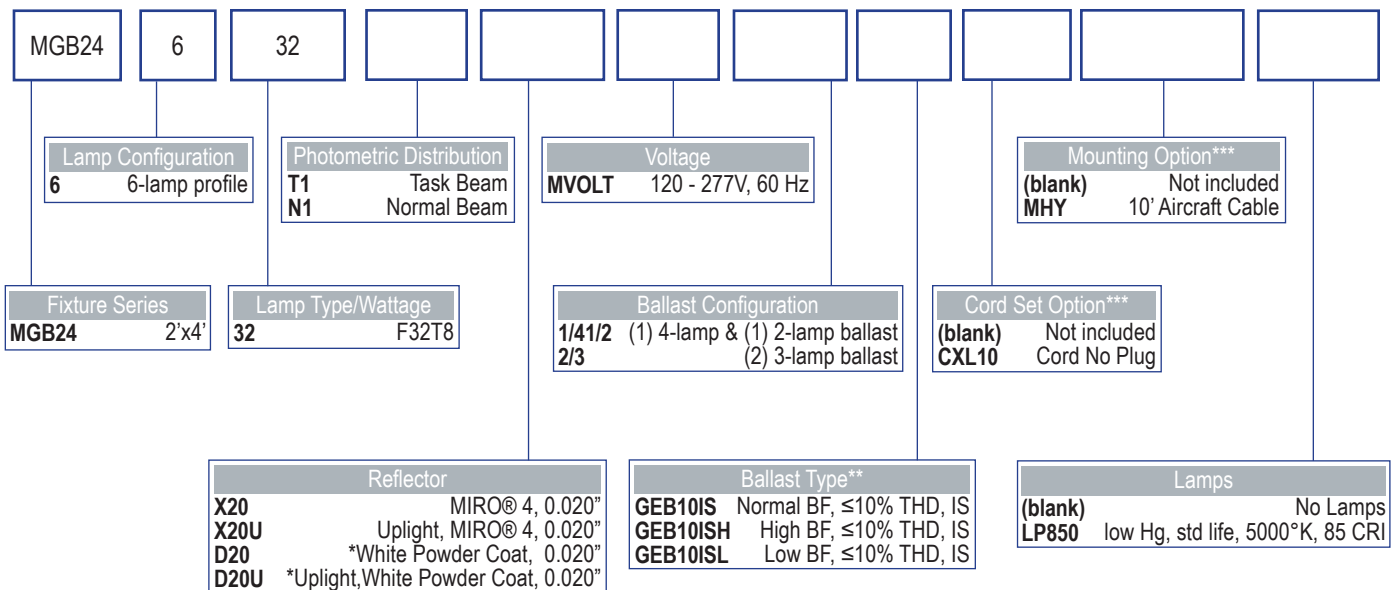 MGB24 6 32
Lamp Configuration
6 6-lamp profile
Photometric Distribution
T1 Task Beam
N1 Normal Beam
Voltage
MVOLT 120 - 277V, 60 Hz
Mounting Option***
(blank) Not included
MHY 10' Aircraft Cable
Fixture Series
MGB24 2'x4'
Lamp Type/Wattage
32 F32T8
Ballast Configuration
1/41/2 (1) 4-lamp & (1) 2-lamp ballast
2/3 (2) 3-lamp ballast
Cord Set Option***
(blank) Not included
CXL10 Cord No Plug
Reflector
X20 MIRO® 4, 0.020”
X20U Uplight, MIRO® 4, 0.020”
D20 *White Powder Coat, 0.020”
D20U *Uplight,White Powder Coat, 0.020”
Ballast Type**
GEB10IS Normal BF, ≤10% THD, IS
GEB10ISH High BF, ≤10% THD, IS
GEB10ISL Low BF, ≤10% THD, IS
Lamps
(blank) No Lamps
LP850 low Hg, std life, 5000°K, 85 CRI